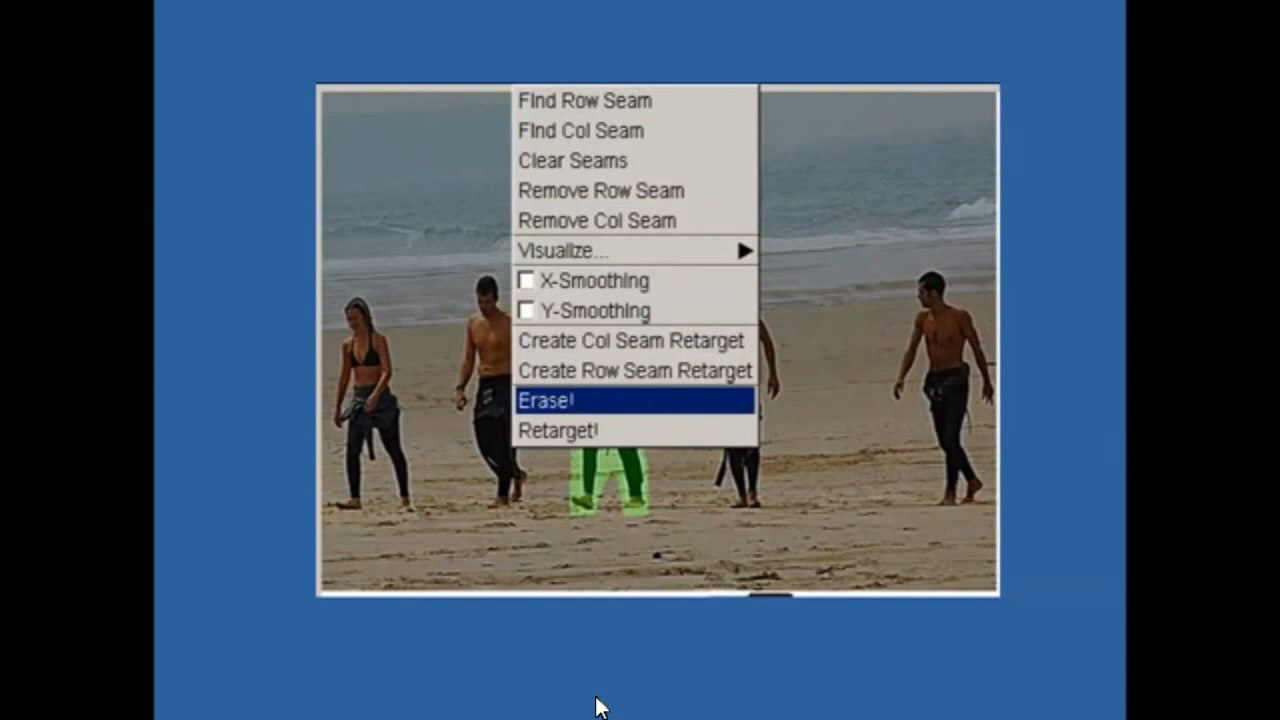 Find Row Seam
Find Col Seam
Clear Seams
Remove Row Seam
Remove Col Seam
Visualize...
X-Smoothing
Y-Smoothing
Create Col Seam Retarget
Create Row Seam Retarget
Erase!
Retarget!